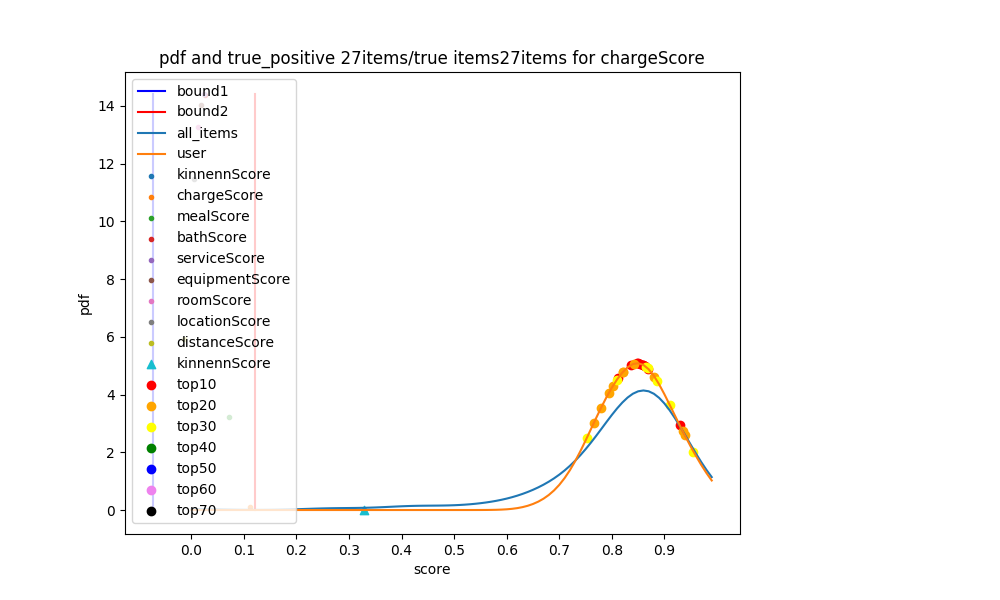 pdf and true_positive 27items/true items27items for chargeScore
pdf
14
12
10
8
6
4
2
0
bound1
bound2
all_items
user
kinnennScore
chargeScore
mealScore
bathScore
serviceScore
equipmentScore
roomScore
locationScore
distanceScore
kinnennScore
top10
top20
top30
top40
top50
top60
top70
0.0 0.1 0.2 0.3 0.4 0.5 0.6 0.7 0.8 0.9
score